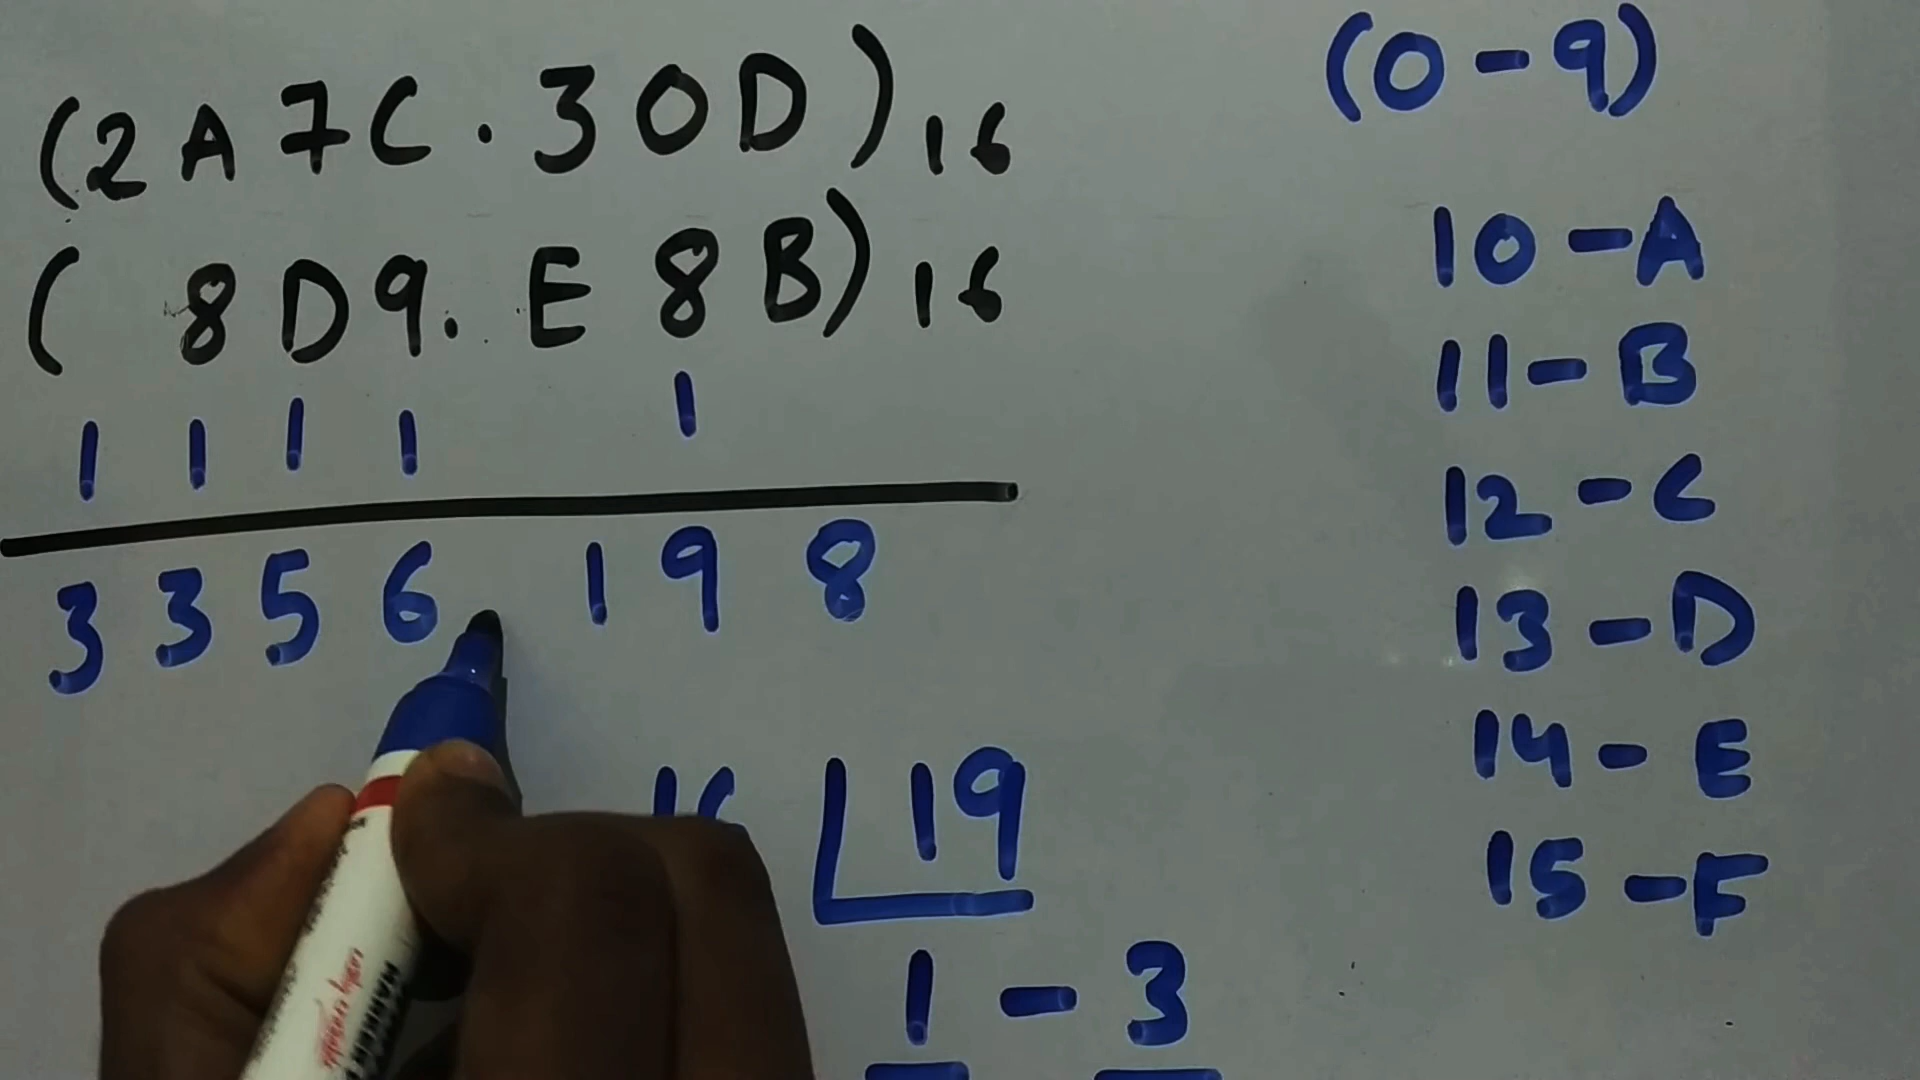 (2A7C.30D)16
(8D9.E8B)16
1 1 1 1 1
3356 198
16 19
1 - 3
(0-9)
10-A
11-B
12-C
13-D
14-E
15-F
MARKER